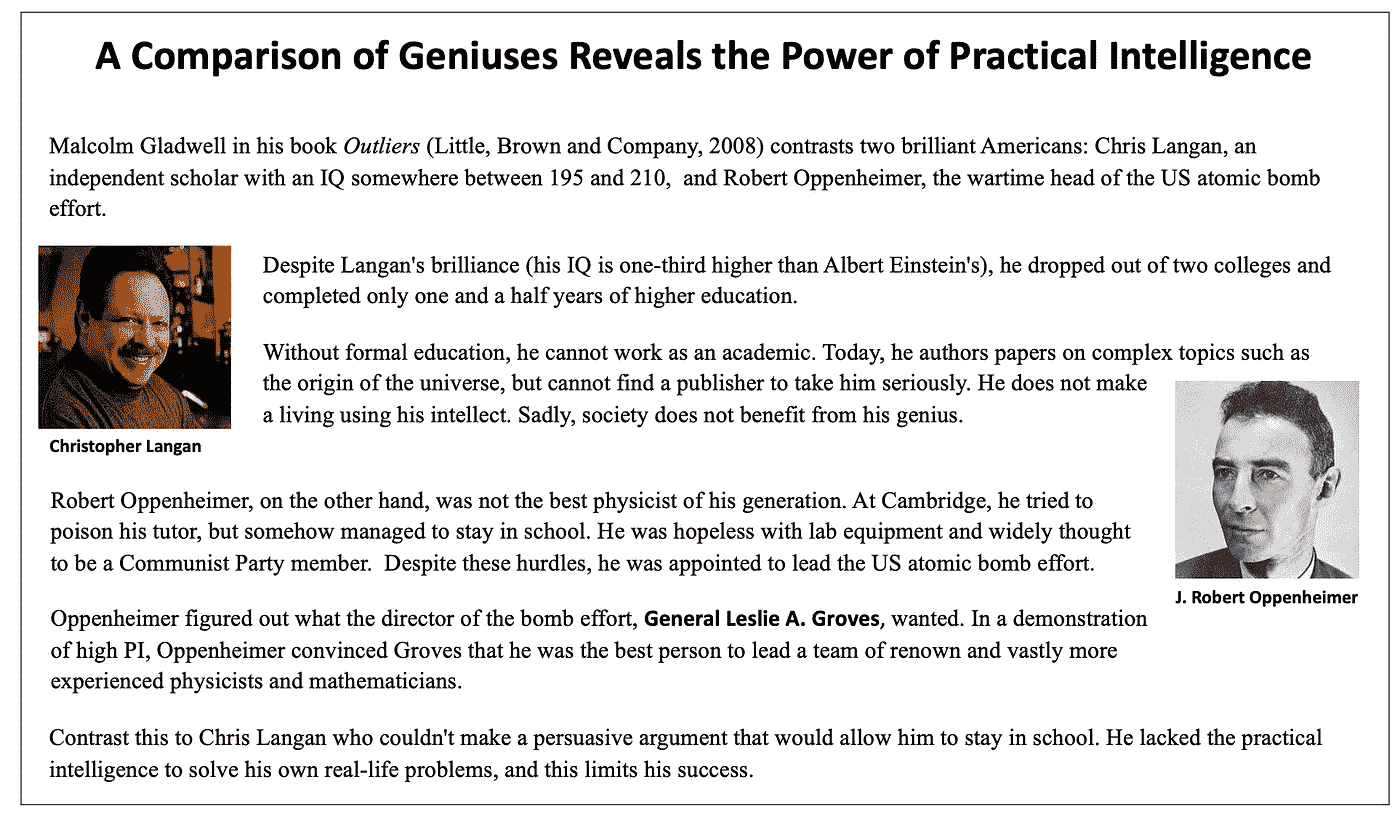 A Comparison of Geniuses Reveals the Power of Practical Intelligence
Malcolm Gladwell in his book Outliers (Little, Brown and Company, 2008) contrasts two brilliant Americans: Chris Langan, an
independent scholar with an IQ somewhere between 195 and 210, and Robert Oppenheimer, the wartime head of the US atomic bomb
effort.
Despite Langan's brilliance (his IQ is one-third higher than Albert Einstein's), he dropped out of two colleges and
completed only one and a half years of higher education.
Without formal education, he cannot work as an academic. Today, he authors papers on complex topics such as
the origin of the universe, but cannot find a publisher to take him seriously. He does not make
a living using his intellect. Sadly, society does not benefit from his genius.
Christopher Langan
Robert Oppenheimer, on the other hand, was not the best physicist of his generation. At Cambridge, he tried to
poison his tutor, but somehow managed to stay in school. He was hopeless with lab equipment and widely thought
to be a Communist Party member. Despite these hurdles, he was appointed to lead the US atomic bomb effort.
J. Robert Oppenheimer
Oppenheimer figured out what the director of the bomb effort, General Leslie A. Groves, wanted. In a demonstration
of high PI, Oppenheimer convinced Groves that he was the best person to lead a team of renown and vastly more
experienced physicists and mathematicians.
Contrast this to Chris Langan who couldn't make a persuasive argument that would allow him to stay in school. He lacked the practical
intelligence to solve his own real-life problems, and this limits his success.